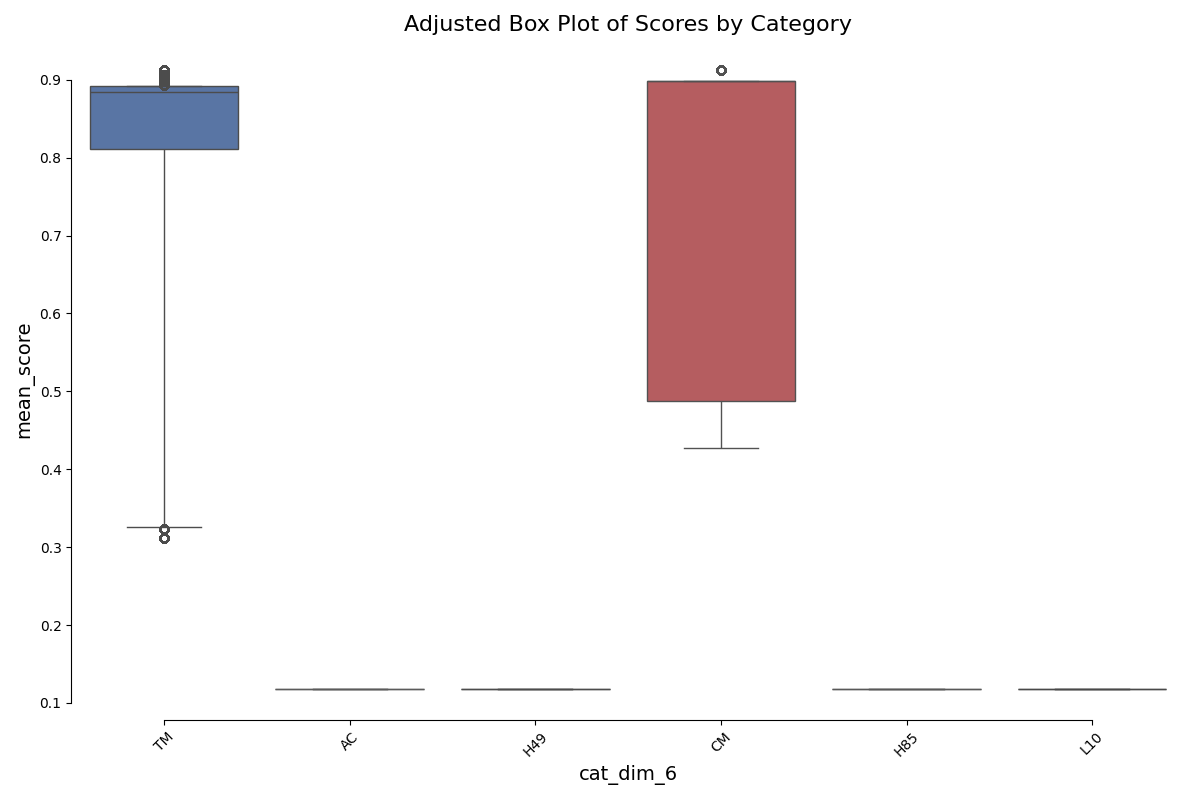 Adjusted Box Plot of Scores by Category
mean_score
0.9
0.8
0.7
0.6
0.5
0.4
0.3
0.2
0.1
TM
AC
H49
CM
H85
L10
cat_dim_6